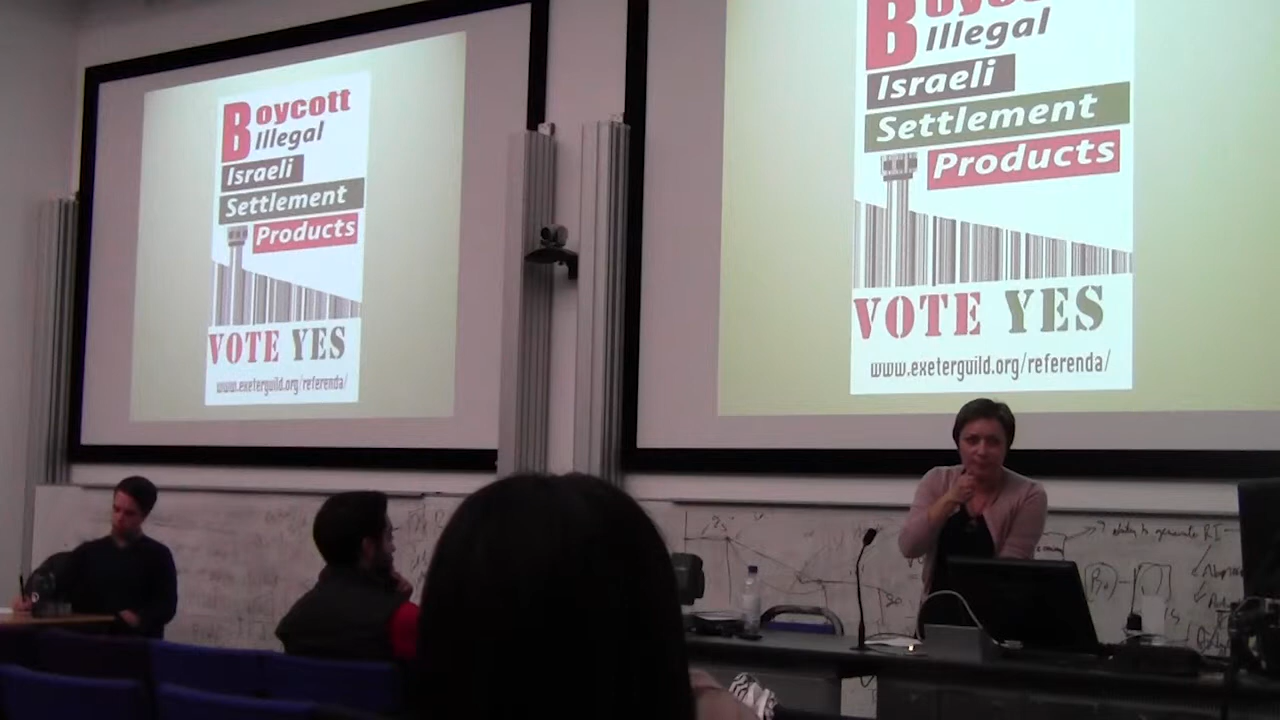 Boycott
Illegal
Israeli
Settlement
Products
VOTE YES
www.exeterguild.org/referenda/
Boycott
Illegal
Israeli
Settlement
Products
VOTE YES
www.exeterguild.org/referenda/